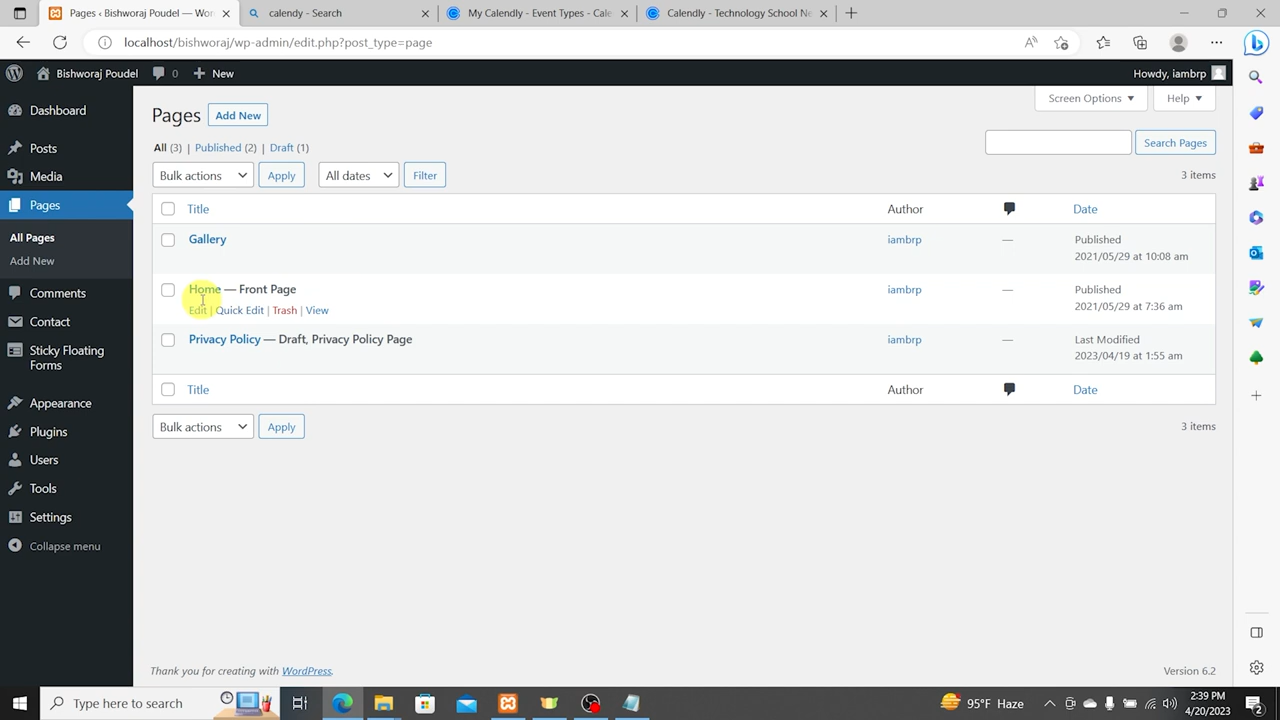 Pages ‹ Bishworaj Poudel — Wor
calendy - Search
My Calendly - Event Types - Cale
Calendly - Technology School Ne
localhost/bishworaj/wp-admin/edit.php?post_type=page
Bishworaj Poudel
0
New
Howdy, iambrp
Dashboard
Posts
Media
Pages
All Pages
Add New
Comments
Contact
Sticky Floating
Forms
Appearance
Plugins
Users
Tools
Settings
Collapse menu
Pages Add New
Screen Options
Help
All (3) | Published (2) | Draft (1)
Search Pages
Bulk actions Apply All dates Filter
3 items
Title Author Date
Gallery iambrp — Published
2021/05/29 at 10:08 am
Home — Front Page iambrp — Published
Edit | Quick Edit | Trash | View 2021/05/29 at 7:36 am
Privacy Policy — Draft, Privacy Policy Page iambrp — Last Modified
2023/04/19 at 1:55 am
Title Author Date
Bulk actions Apply 3 items
Thank you for creating with WordPress. Version 6.2
Type here to search
95°F Haze
2:39 PM
4/20/2023
2